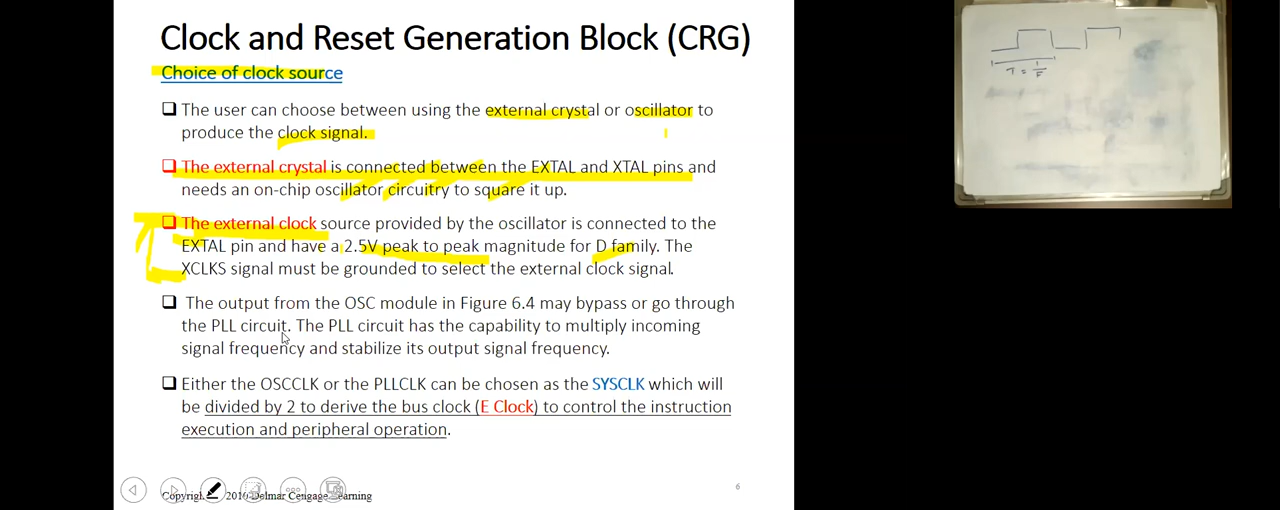 Clock and Reset Generation Block (CRG)
Choice of clock source
The user can choose between using the external crystal or oscillator to
produce the clock signal.
The external crystal is connected between the EXTAL and XTAL pins and
needs an on-chip oscillator circuitry to square it up.
The external clock source provided by the oscillator is connected to the
EXTAL pin and have a 2.5V peak to peak magnitude for D family. The
XCLKS signal must be grounded to select the external clock signal.
The output from the OSC module in Figure 6.4 may bypass or go through
the PLL circuit. The PLL circuit has the capability to multiply incoming
signal frequency and stabilize its output signal frequency.
Either the OSCCLK or the PLLCLK can be chosen as the SYSCLK which will
be divided by 2 to derive the bus clock (E Clock) to control the instruction
execution and peripheral operation.
2010 Delmar Cengage Learning
6
T = 1/F